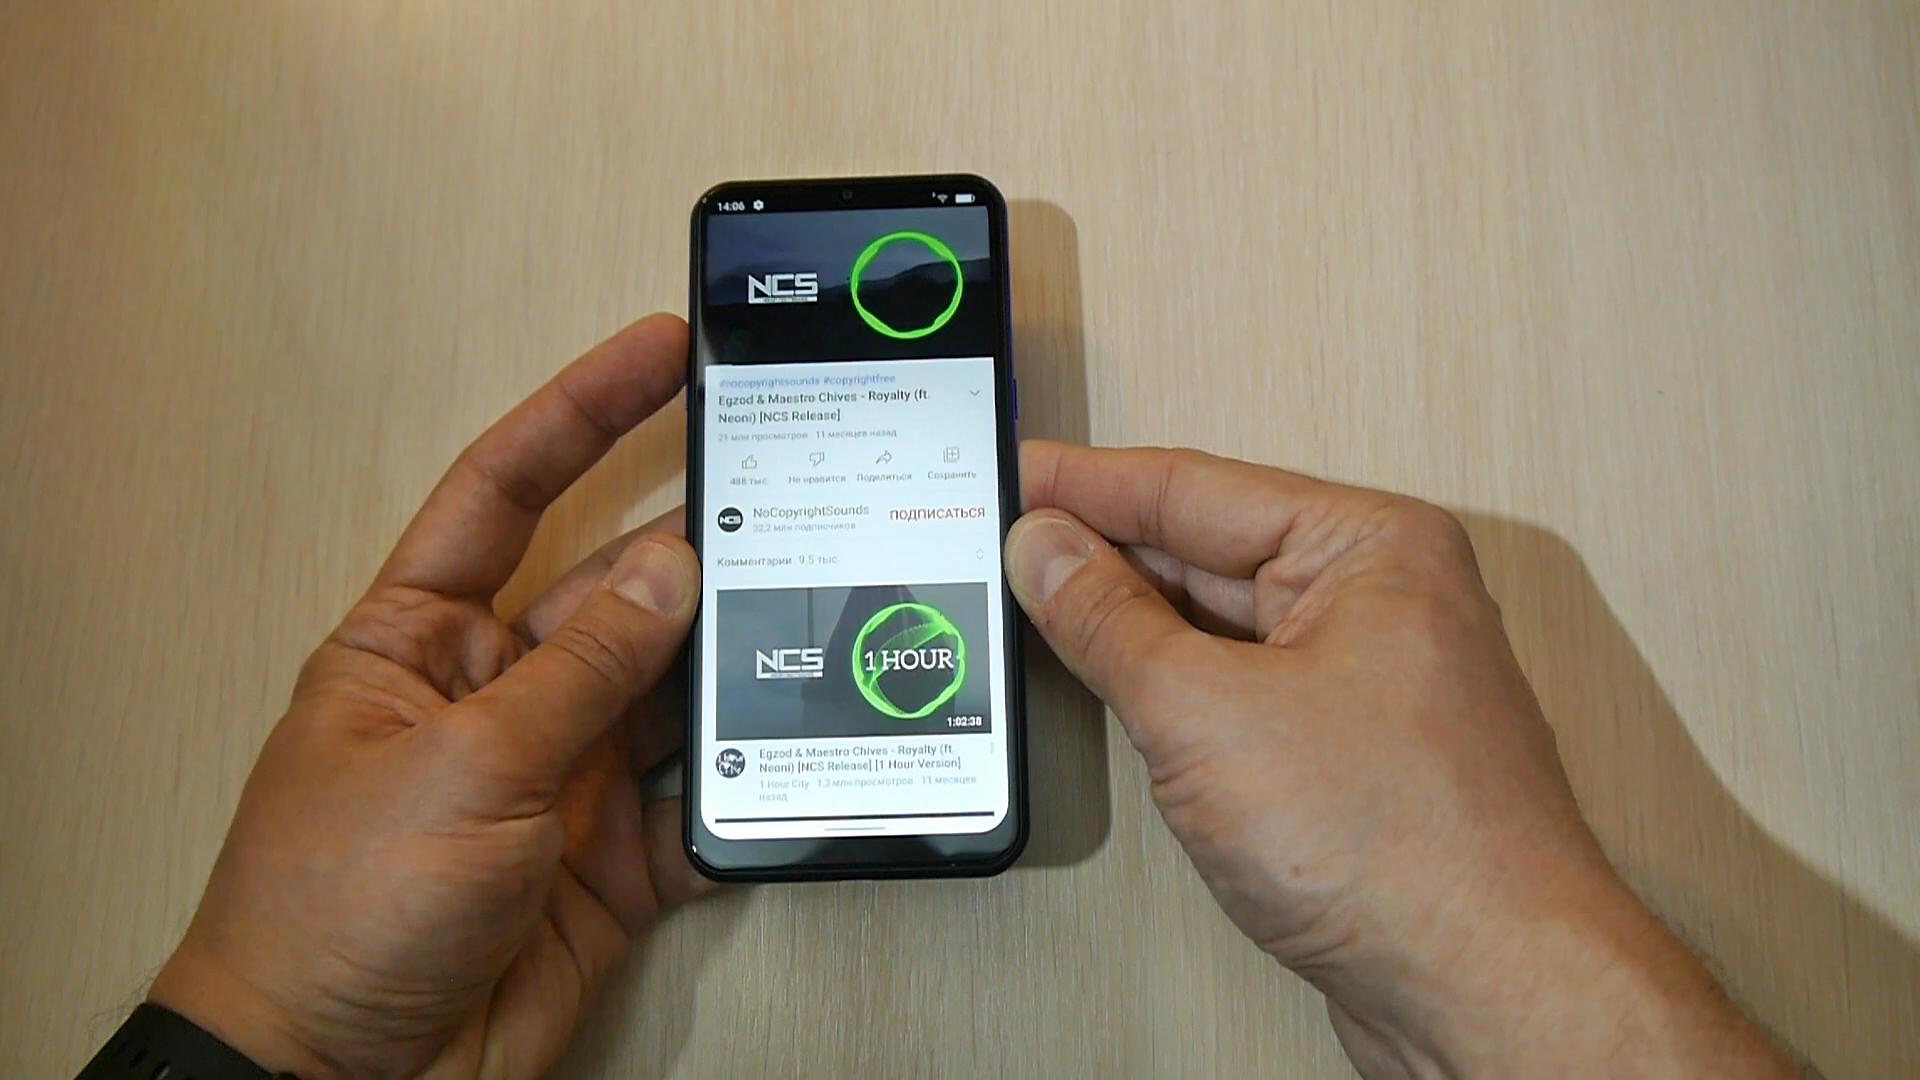 14:06
NCS
#nocopyrightsounds #copyrightfree
Egzod & Maestro Chives - Royalty (ft.
Neoni) [NCS Release]
21 млн просмотров 11 месяцев назад
488 тыс. Не нравится Поделиться Сохранить
NCS NoCopyrightSounds ПОДПИСАТЬСЯ
32,2 млн подписчиков
Комментарии 9,5 тыс.
NCS 1 HOUR
1:02:38
Egzod & Maestro Chives - Royalty (ft.
Neoni) [NCS Release] [1 Hour Version]
1 Hour City 1,3 млн просмотров 11 месяцев
назад